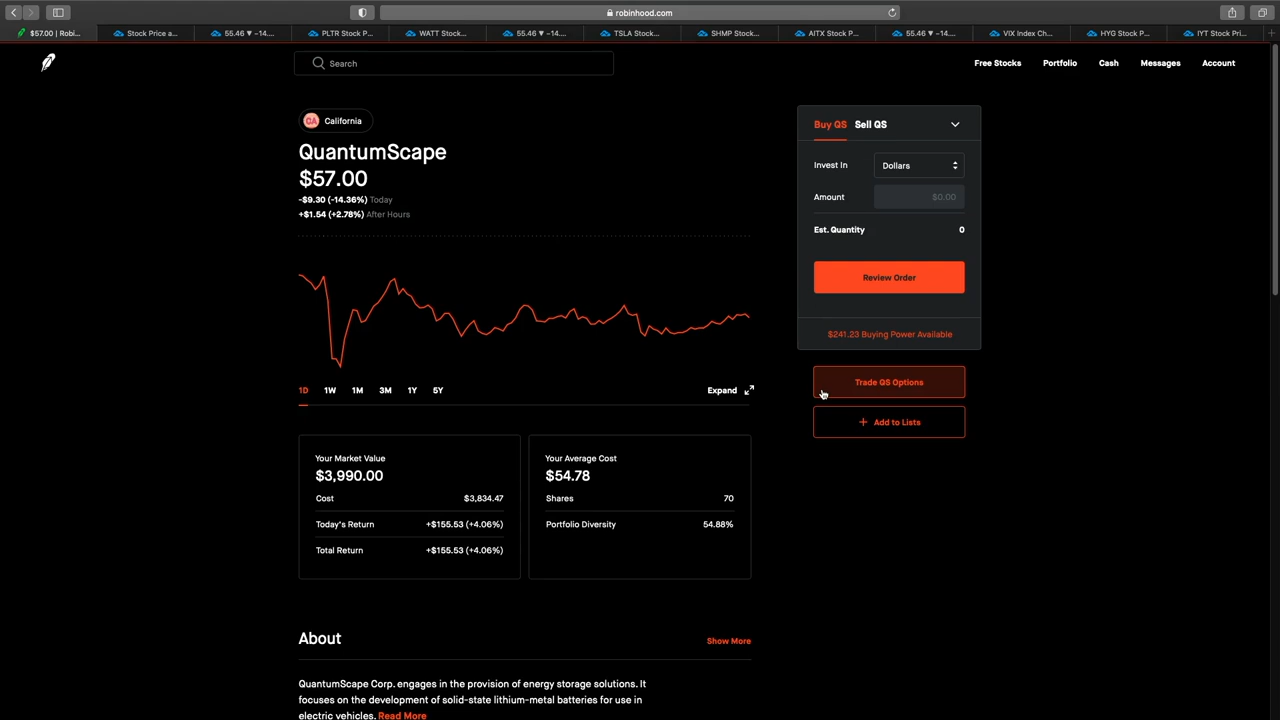 robinhood.com
$57.00 | Robi...
Stock Price a...
55.46 ▼ −14....
PLTR Stock P...
WATT Stock...
55.46 ▼ −14....
TSLA Stock...
SHMP Stock...
AITX Stock P...
55.46 ▼ −14....
VIX Index Ch...
HYG Stock P...
IYT Stock Pri...
Search
Free Stocks
Portfolio
Cash
Messages
Account
CA California
QuantumScape
$57.00
-$9.30 (-14.36%) Today
+$1.54 (+2.78%) After Hours
1D 1W 1M 3M 1Y 5Y
Expand
Your Market Value
$3,990.00
Cost $3,834.47
Today's Return +$155.53 (+4.06%)
Total Return +$155.53 (+4.06%)
Your Average Cost
$54.78
Shares 70
Portfolio Diversity 54.88%
About
Show More
QuantumScape Corp. engages in the provision of energy storage solutions. It
focuses on the development of solid-state lithium-metal batteries for use in
electric vehicles. Read More
Buy QS Sell QS
Invest In Dollars
Amount $0.00
Est. Quantity 0
Review Order
$241.23 Buying Power Available
Trade QS Options
+ Add to Lists